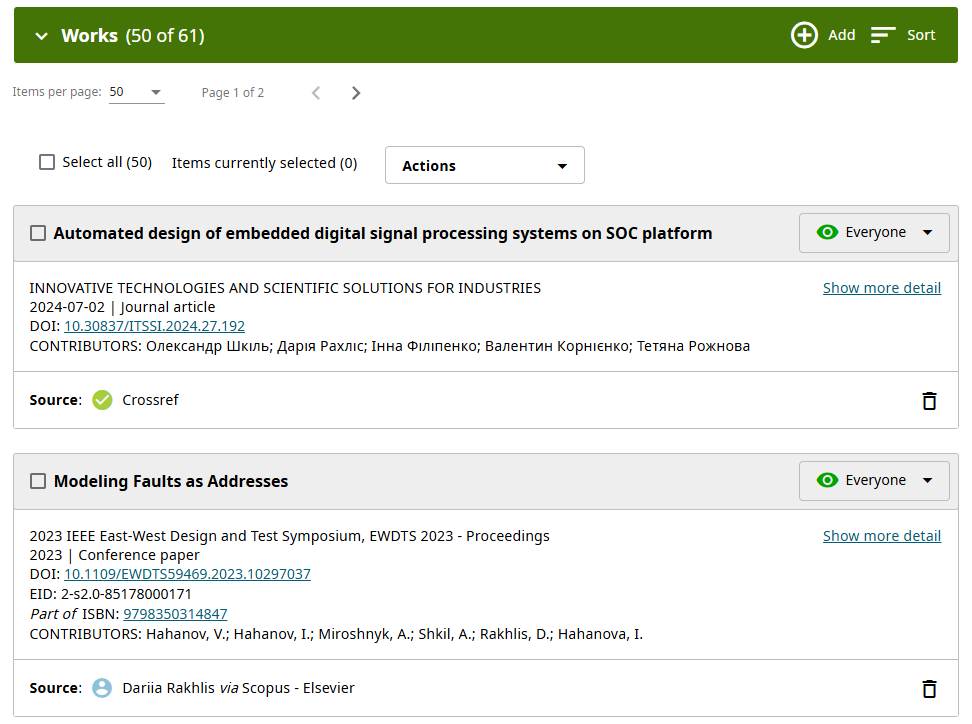 Works (50 of 61) Add Sort
Items per page: 50 Page 1 of 2
Select all (50) Items currently selected (0) Actions
Automated design of embedded digital signal processing systems on SOC platform Everyone
INNOVATIVE TECHNOLOGIES AND SCIENTIFIC SOLUTIONS FOR INDUSTRIES Show more detail
2024-07-02 | Journal article
DOI: 10.30837/ITSSI.2024.27.192
CONTRIBUTORS: Олександр Шкіль; Дарія Рахліс; Інна Філіпенко; Валентин Корнієнко; Тетяна Рожнова
Source: Crossref
Modeling Faults as Addresses Everyone
2023 IEEE East-West Design and Test Symposium, EWDTS 2023 - Proceedings Show more detail
2023 | Conference paper
DOI: 10.1109/EWDTS59469.2023.10297037
EID: 2-s2.0-85178000171
Part of ISBN: 9798350314847
CONTRIBUTORS: Hahanov, V.; Hahanov, I.; Miroshnyk, A.; Shkil, A.; Rakhlis, D.; Hahanova, I.
Source: Dariia Rakhlis via Scopus - Elsevier